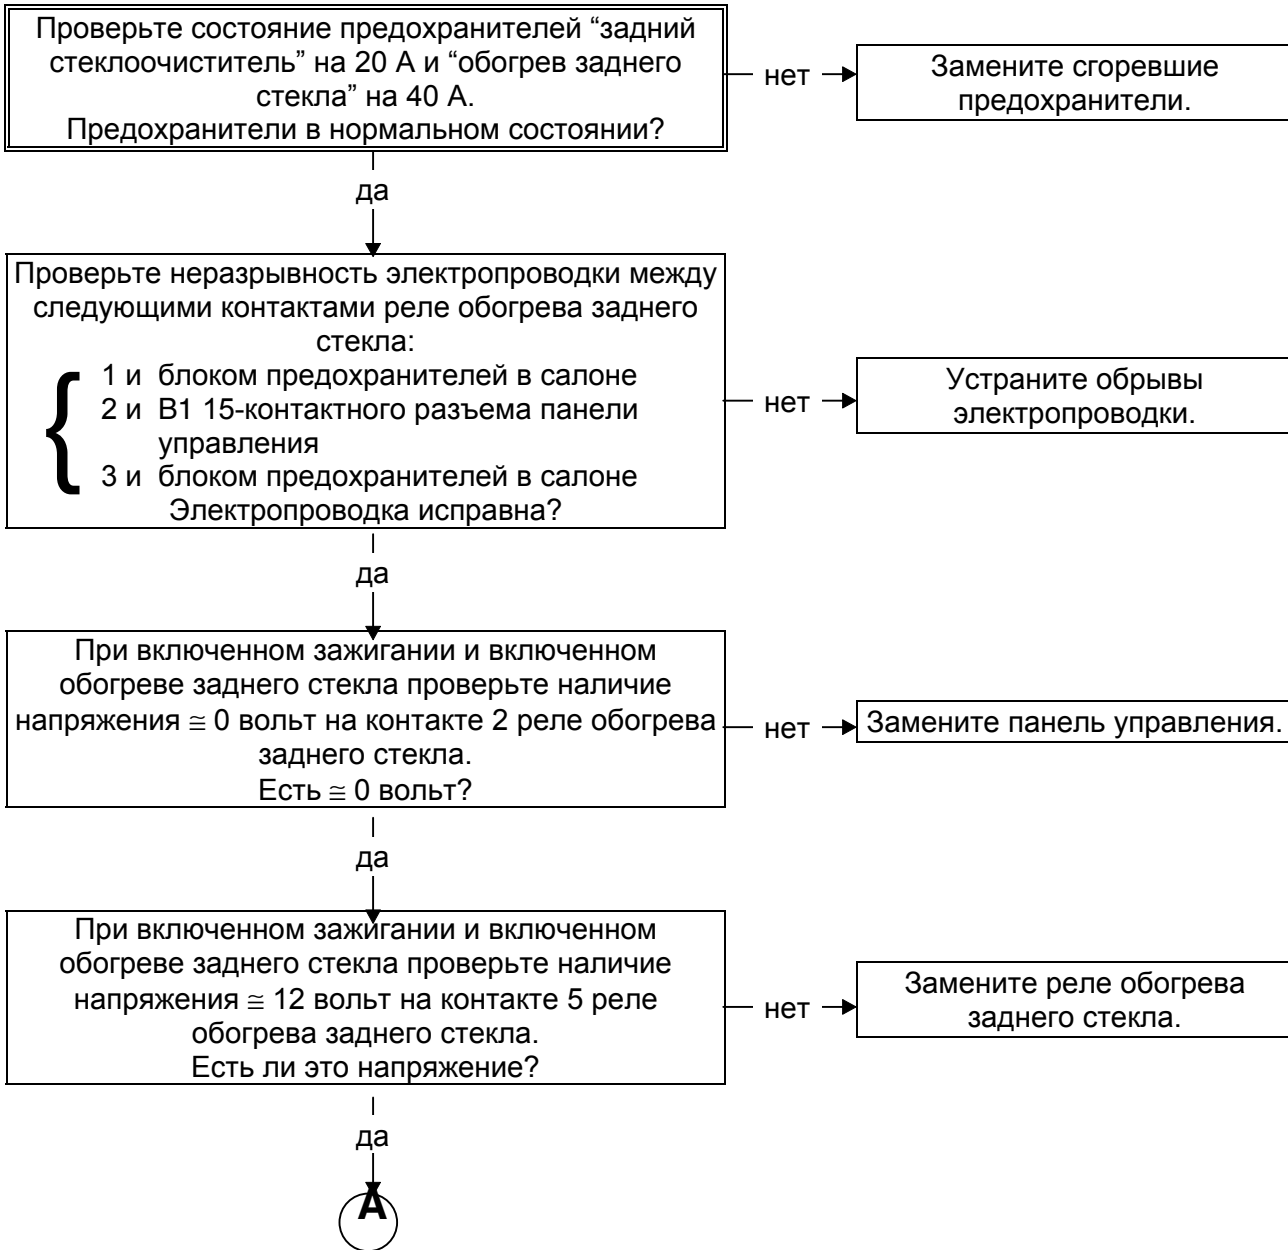 Проверьте состояние предохранителей “задний
стеклоочиститель” на 20 А и “обогрев заднего
стекла” на 40 А.
Предохранители в нормальном состоянии?
нет
Замените сгоревшие
предохранители.
да
Проверьте неразрывность электропроводки между
следующими контактами реле обогрева заднего
стекла:
{ 1 и блоком предохранителей в салоне
2 и В1 15-контактного разъема панели
управления
3 и блоком предохранителей в салоне
Электропроводка исправна?
нет
Устраните обрывы
электропроводки.
да
При включенном зажигании и включенном
обогреве заднего стекла проверьте наличие
напряжения ≅ 0 вольт на контакте 2 реле обогрева
заднего стекла.
Есть ≅ 0 вольт?
нет
Замените панель управления.
да
При включенном зажигании и включенном
обогреве заднего стекла проверьте наличие
напряжения ≅ 12 вольт на контакте 5 реле
обогрева заднего стекла.
Есть ли это напряжение?
нет
Замените реле обогрева
заднего стекла.
да
А